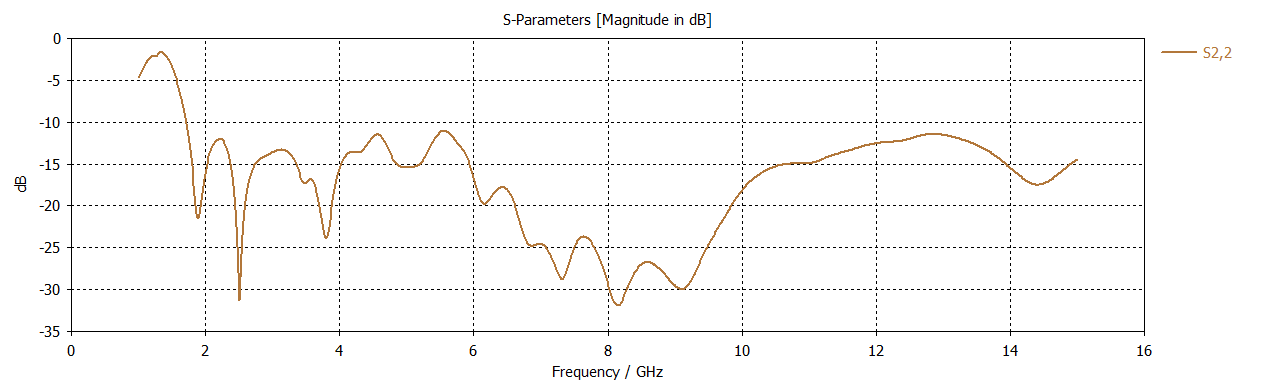 S-Parameters [Magnitude in dB]
S2,2
0
-5
-10
-15
-20
-25
-30
-35
dB
0 2 4 6 8 10 12 14 16
Frequency / GHz